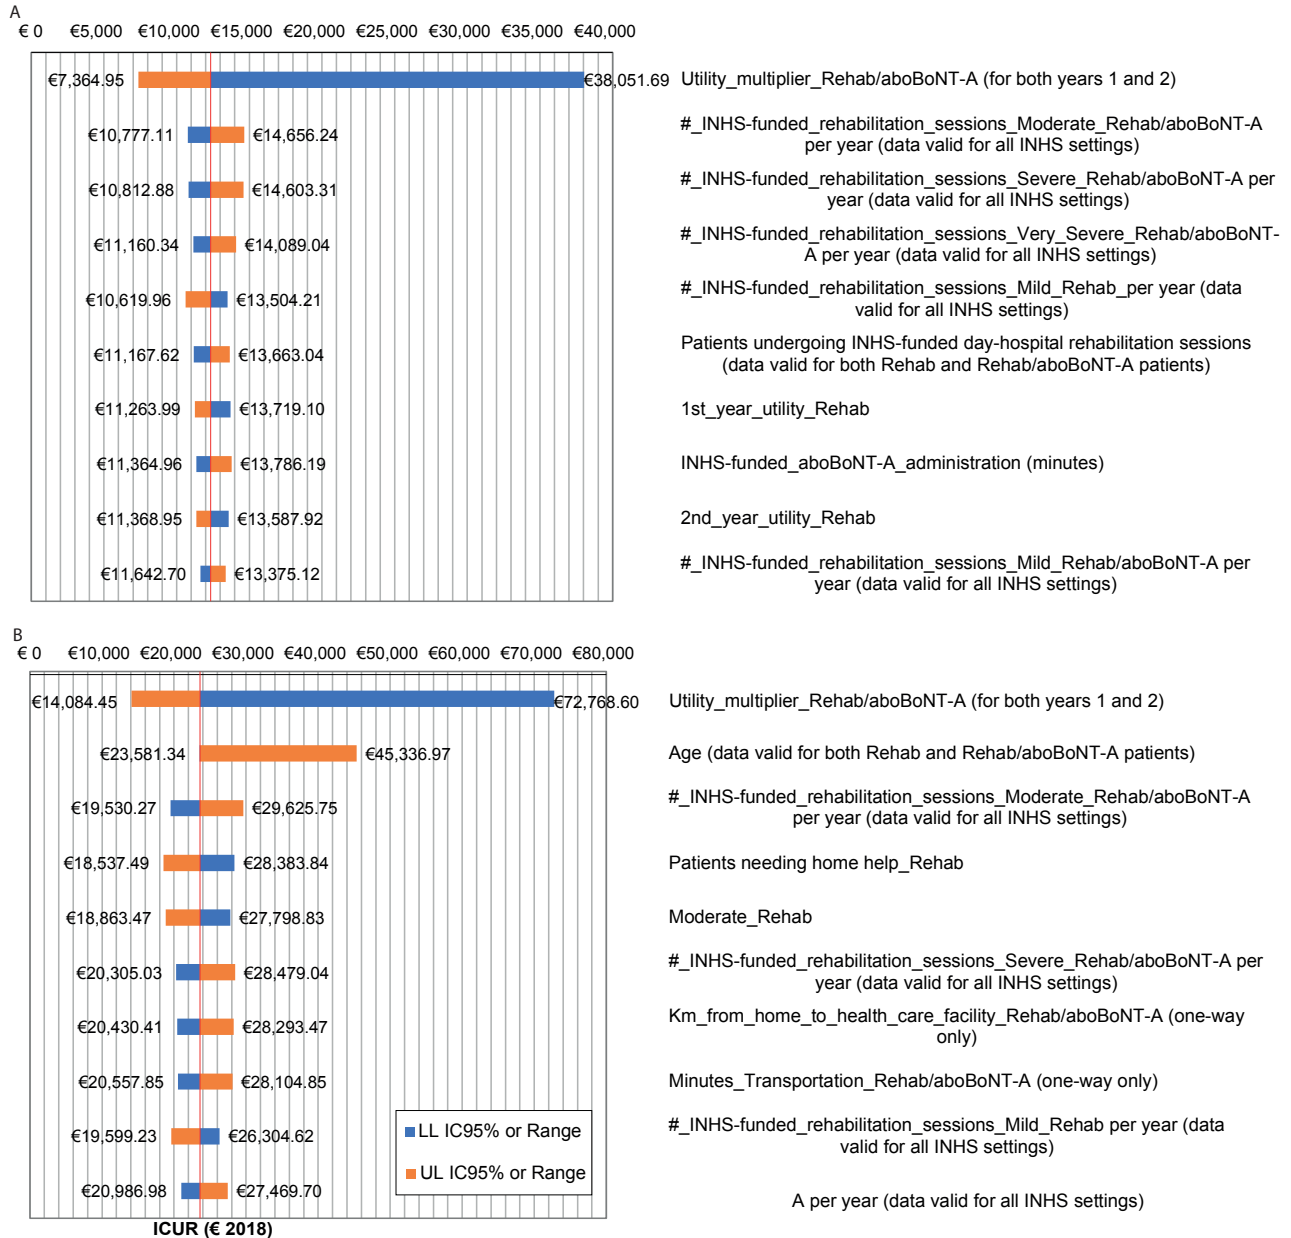 A
€ 0 €5,000 €10,000 €15,000 €20,000 €25,000 €30,000 €35,000 €40,000
€7,364.95 €38,051.69 Utility_multiplier_Rehab/aboBoNT-A (for both years 1 and 2)
€10,777.11 €14,656.24 #_INHS-funded_rehabilitation_sessions_Moderate_Rehab/aboBoNT-A
per year (data valid for all INHS settings)
€10,812.88 €14,603.31 #_INHS-funded_rehabilitation_sessions_Severe_Rehab/aboBoNT-A per
year (data valid for all INHS settings)
€11,160.34 €14,089.04 #_INHS-funded_rehabilitation_sessions_Very_Severe_Rehab/aboBoNT-
A per year (data valid for all INHS settings)
€10,619.96 €13,504.21 #_INHS-funded_rehabilitation_sessions_Mild_Rehab_per year (data
valid for all INHS settings)
€11,167.62 €13,663.04 Patients undergoing INHS-funded day-hospital rehabilitation sessions
(data valid for both Rehab and Rehab/aboBoNT-A patients)
€11,263.99 €13,719.10 1st_year_utility_Rehab
€11,364.96 €13,786.19 INHS-funded_aboBoNT-A_administration (minutes)
€11,368.95 €13,587.92 2nd_year_utility_Rehab
€11,642.70 €13,375.12 #_INHS-funded_rehabilitation_sessions_Mild_Rehab/aboBoNT-A per
year (data valid for all INHS settings)
B
€ 0 €10,000 €20,000 €30,000 €40,000 €50,000 €60,000 €70,000 €80,000
€14,084.45 €72,768.60 Utility_multiplier_Rehab/aboBoNT-A (for both years 1 and 2)
€23,581.34 €45,336.97 Age (data valid for both Rehab and Rehab/aboBoNT-A patients)
€19,530.27 €29,625.75 #_INHS-funded_rehabilitation_sessions_Moderate_Rehab/aboBoNT-A
per year (data valid for all INHS settings)
€18,537.49 €28,383.84 Patients needing home help_Rehab
€18,863.47 €27,798.83 Moderate_Rehab
€20,305.03 €28,479.04 #_INHS-funded_rehabilitation_sessions_Severe_Rehab/aboBoNT-A per
year (data valid for all INHS settings)
€20,430.41 €28,293.47 Km_from_home_to_health_care_facility_Rehab/aboBoNT-A (one-way
only)
€20,557.85 €28,104.85 Minutes_Transportation_Rehab/aboBoNT-A (one-way only)
€19,599.23 €26,304.62 #_INHS-funded_rehabilitation_sessions_Mild_Rehab per year (data
valid for all INHS settings)
€20,986.98 €27,469.70 A per year (data valid for all INHS settings)
LL IC95% or Range
UL IC95% or Range
ICUR (€ 2018)